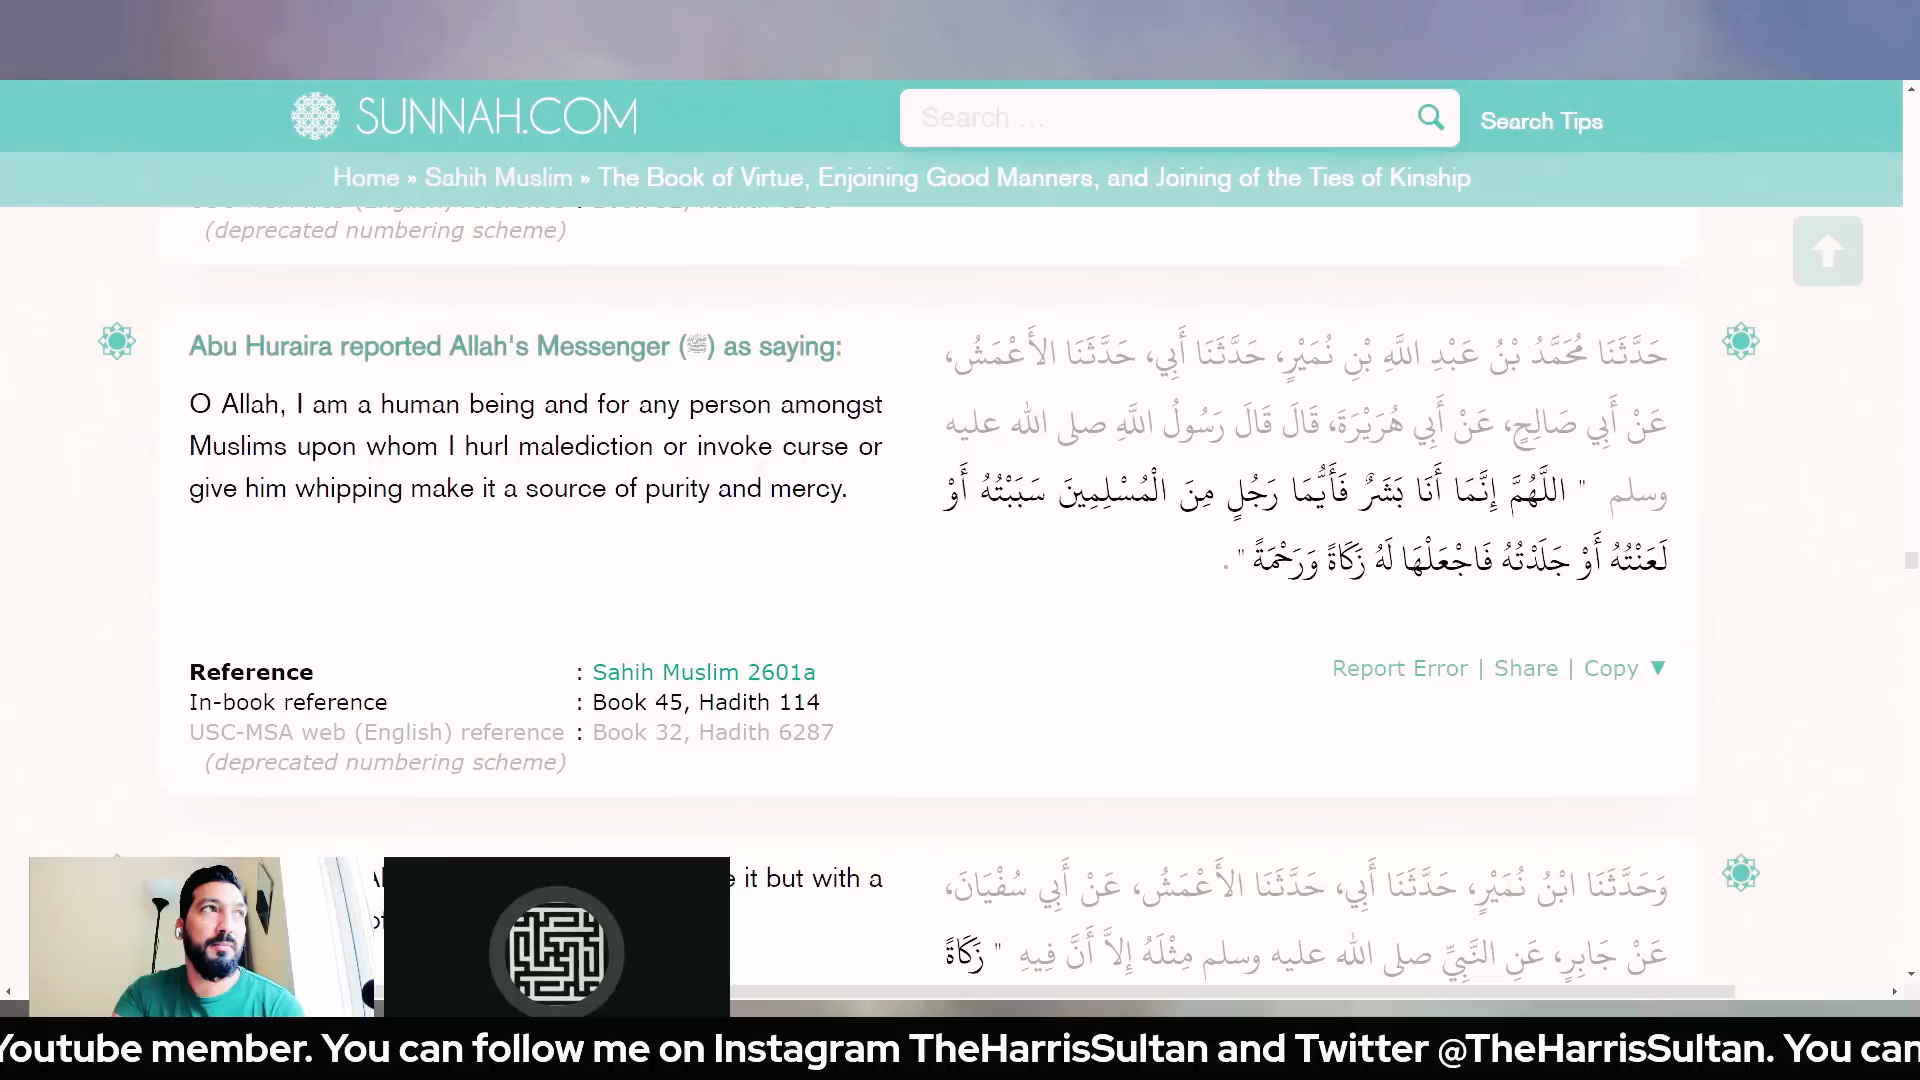 SUNNAH.COM
Search ...
Search Tips
Home » Sahih Muslim » The Book of Virtue, Enjoining Good Manners, and Joining of the Ties of Kinship
(deprecated numbering scheme)
Abu Huraira reported Allah's Messenger (ﷺ) as saying:
O Allah, I am a human being and for any person amongst
Muslims upon whom I hurl malediction or invoke curse or
give him whipping make it a source of purity and mercy.
حَدَّثَنَا مُحَمَّدُ بْنُ عَبْدِ اللَّهِ بْنِ نُمَيْرٍ، حَدَّثَنَا أَبِي، حَدَّثَنَا الأَعْمَشُ،
عَنْ أَبِي صَالِحٍ، عَنْ أَبِي هُرَيْرَةَ، قَالَ قَالَ رَسُولُ اللَّهِ صلى الله عليه
وسلم " اللَّهُمَّ إِنَّمَا أَنَا بَشَرٌ فَأَيُّمَا رَجُلٍ مِنَ الْمُسْلِمِينَ سَبَبْتُهُ أَوْ
لَعَنْتُهُ أَوْ جَلَدْتُهُ فَاجْعَلْهَا لَهُ زَكَاةً وَرَحْمَةً " .
Reference : Sahih Muslim 2601a
In-book reference : Book 45, Hadith 114
USC-MSA web (English) reference : Book 32, Hadith 6287
(deprecated numbering scheme)
Report Error | Share | Copy ▼
it but with a
وَحَدَّثَنَا ابْنُ نُمَيْرٍ، حَدَّثَنَا أَبِي، حَدَّثَنَا الأَعْمَشُ، عَنْ أَبِي سُفْيَانَ،
عَنْ جَابِرٍ، عَنِ النَّبِيِّ صلى الله عليه وسلم مِثْلَهُ إِلاَّ أَنَّ فِيهِ " زَكَاةً
Youtube member. You can follow me on Instagram TheHarrisSultan and Twitter @TheHarrisSultan. You can